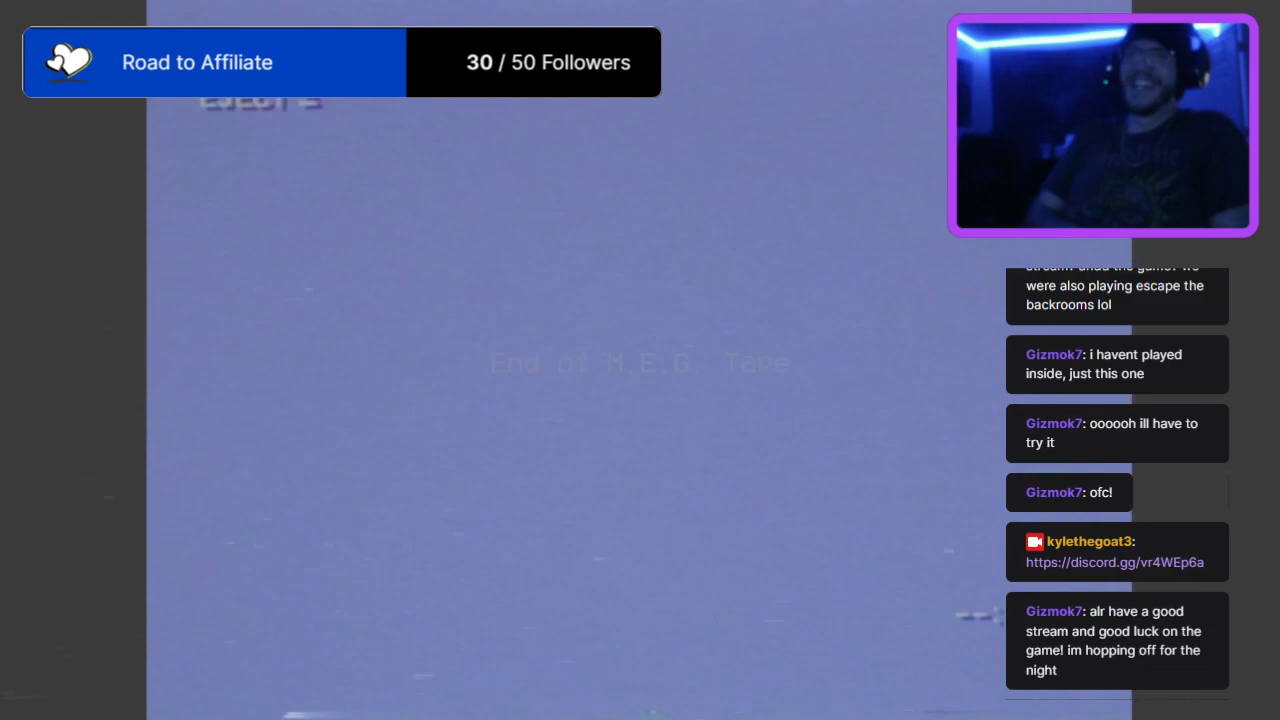 Road to Affiliate
30 / 50 Followers
EJECT
End of M.E.G. Tape
were also playing escape the
backrooms lol
Gizmok7: i havent played
inside, just this one
Gizmok7: oooooh ill have to
try it
Gizmok7: ofc!
kylethegoat3:
https://discord.gg/vr4WEp6a
Gizmok7: alr have a good
stream and good luck on the
game! im hopping off for the
night